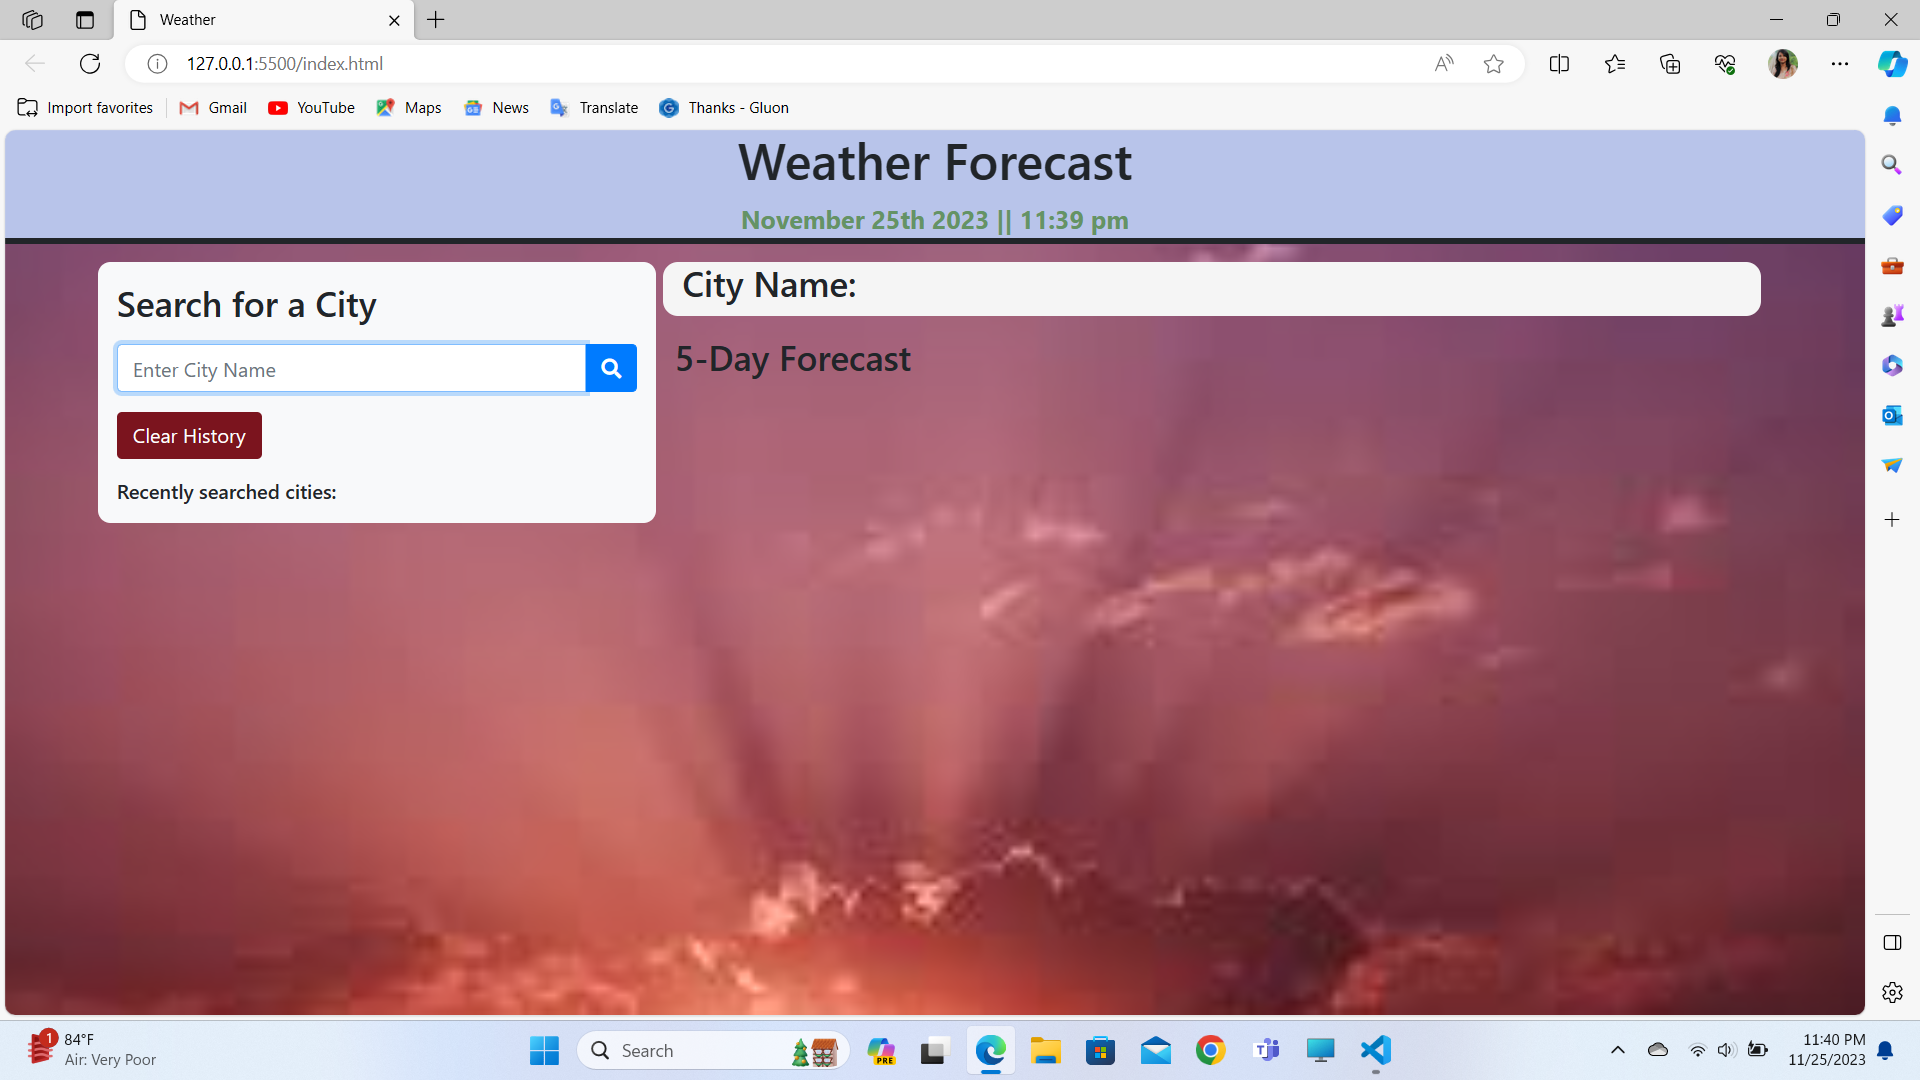 Weather
127.0.0.1:5500/index.html
Import favorites
Gmail
YouTube
Maps
News
Translate
Thanks - Gluon
Weather Forecast
November 25th 2023 || 11:39 pm
Search for a City
Enter City Name
Clear History
Recently searched cities:
City Name:
5-Day Forecast
1
84°F
Air: Very Poor
Search
PRE
11:40 PM
11/25/2023